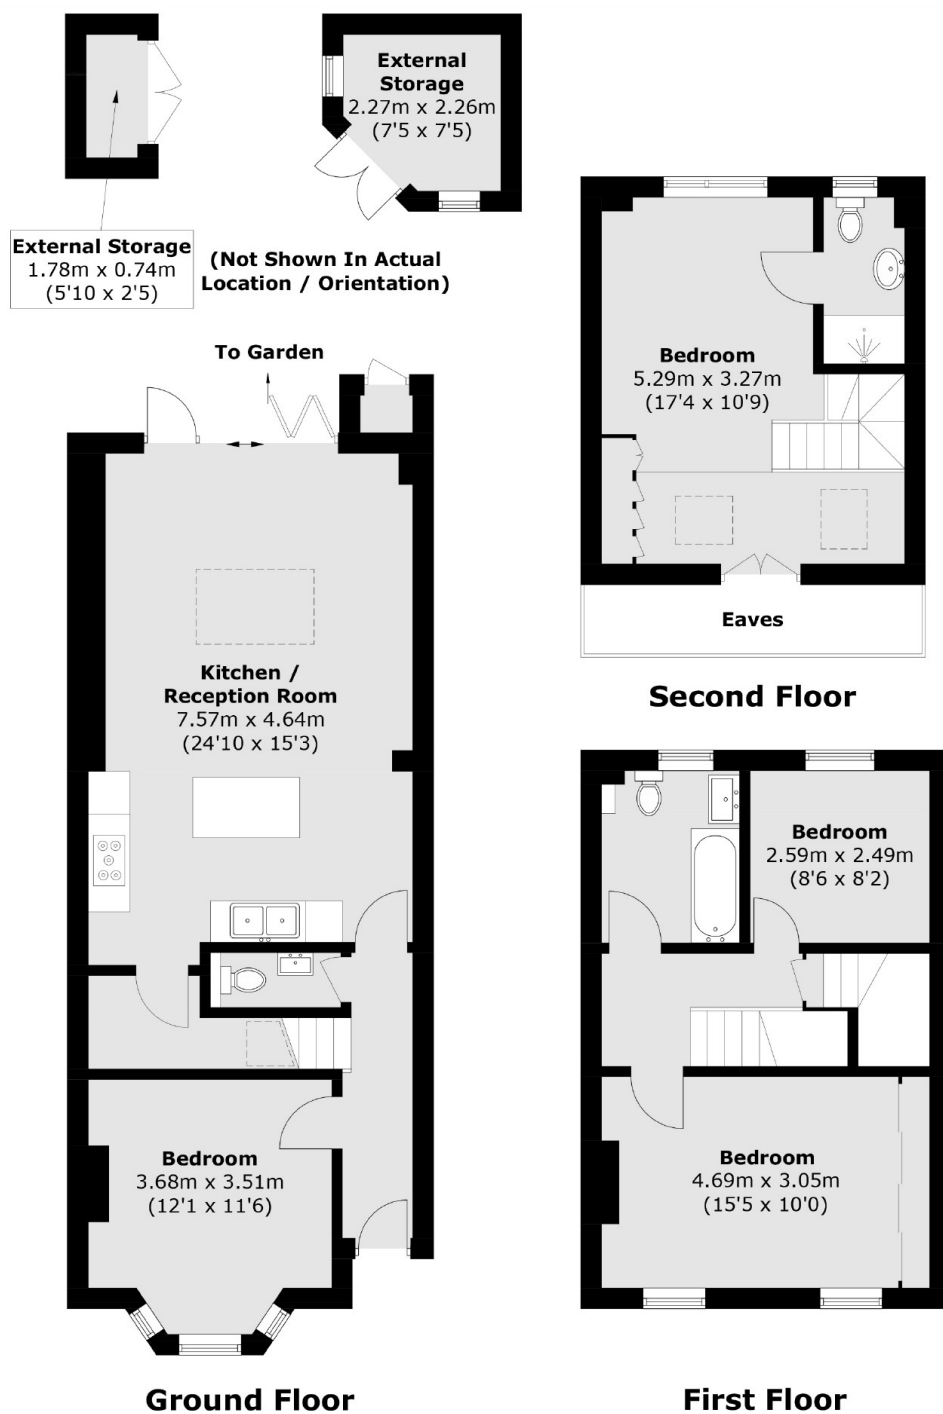 External
Storage
2.27m x 2.26m
(7'5 x 7'5)
External Storage
1.78m x 0.74m
(5'10 x 2'5)
(Not Shown In Actual
Location / Orientation)
To Garden
Kitchen /
Reception Room
7.57m x 4.64m
(24'10 x 15'3)
Bedroom
3.68m x 3.51m
(12'1 x 11'6)
Ground Floor
Bedroom
5.29m x 3.27m
(17'4 x 10'9)
Eaves
Second Floor
Bedroom
2.59m x 2.49m
(8'6 x 8'2)
Bedroom
4.69m x 3.05m
(15'5 x 10'0)
First Floor